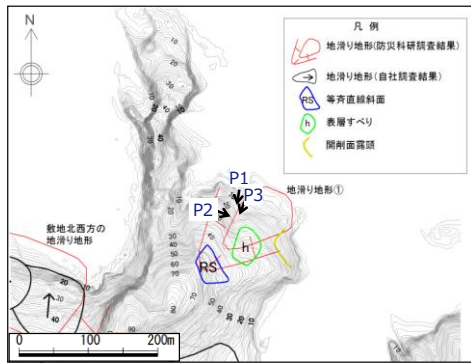 N
凡 例
地滑り地形(防災科研調査結果)
地滑り地形(自社調査結果)
RS 等斉直線斜面
h 表層すべり
開削面露頭
地滑り地形①
P1
P2
P3
敷地北西方の
地滑り地形
RS
h
0 100 200m